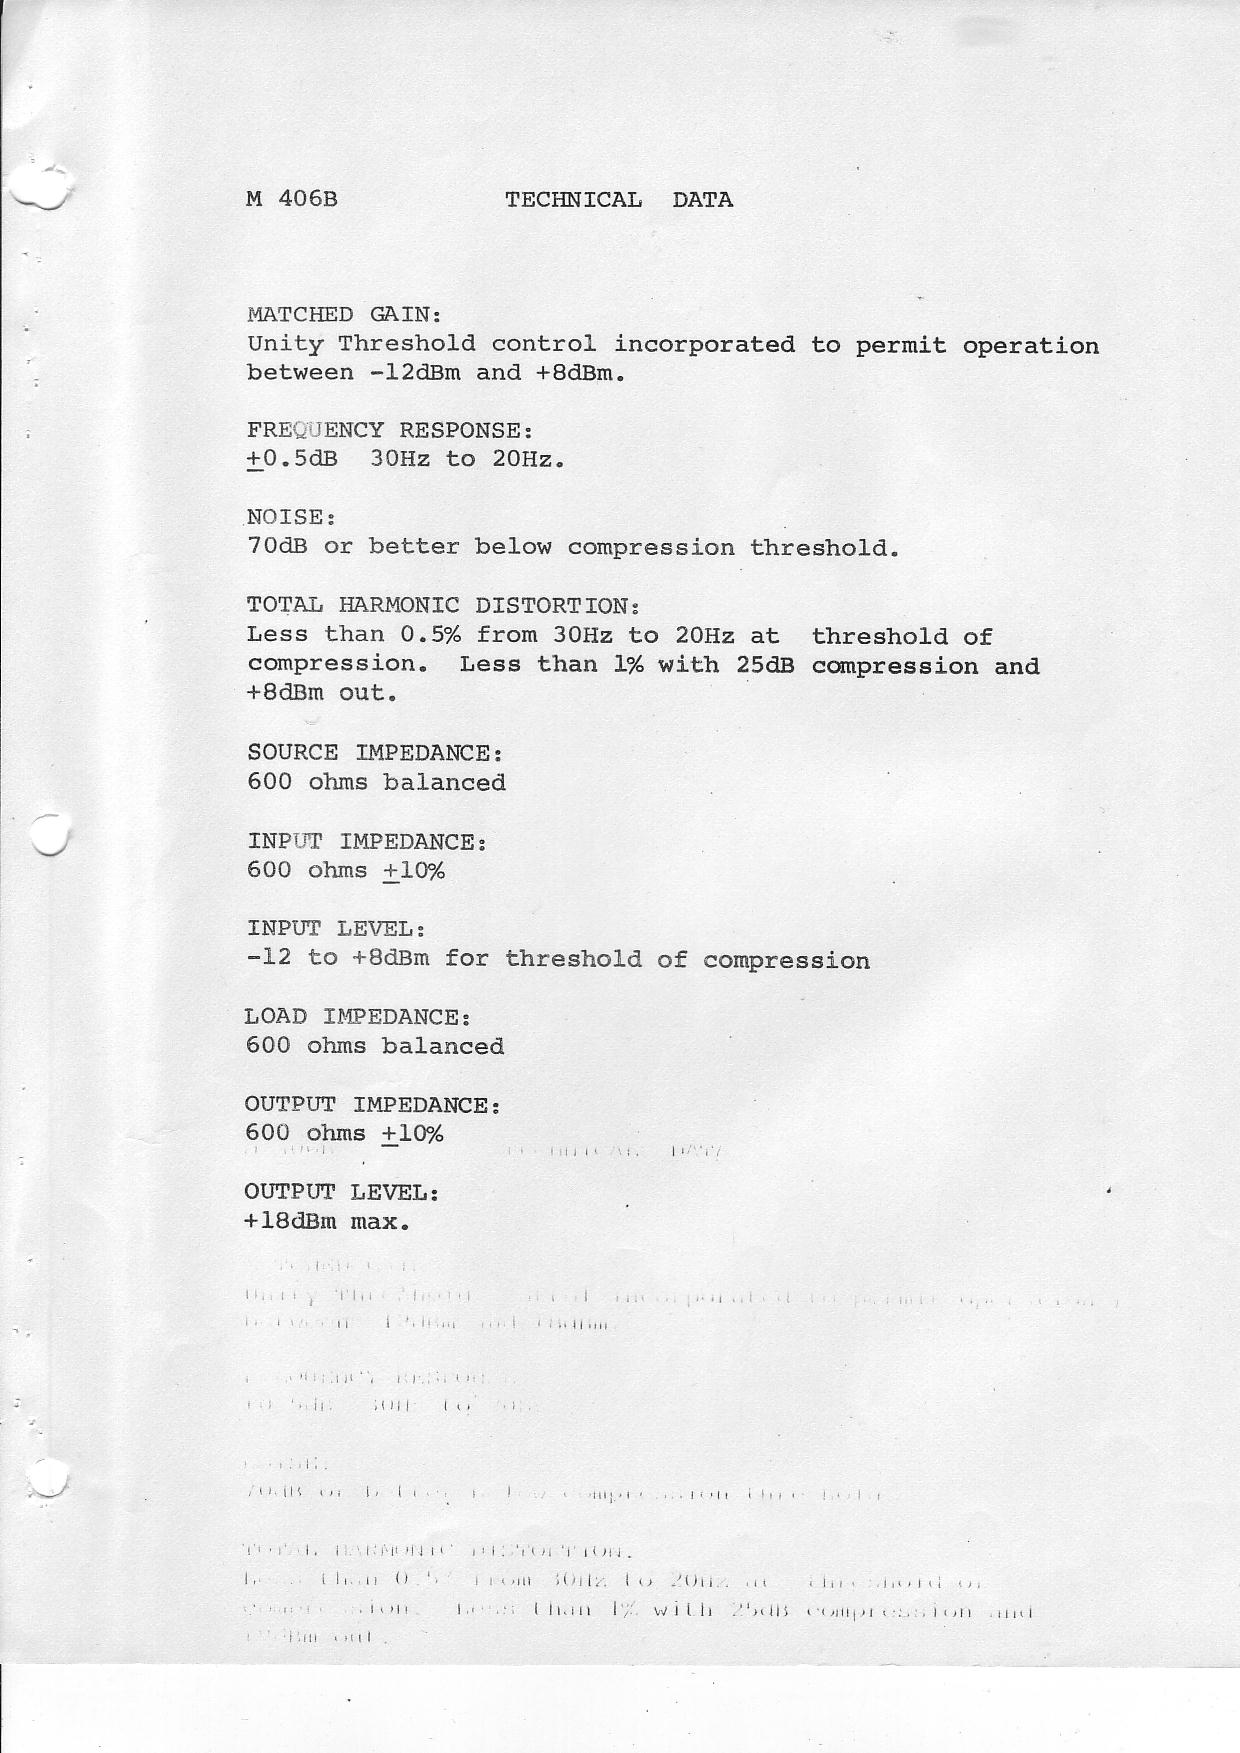 M 406B TECHNICAL DATA
MATCHED GAIN:
Unity Threshold control incorporated to permit operation
between -12dBm and +8dBm.
FREQUENCY RESPONSE:
±0.5dB 30Hz to 20Hz.
NOISE:
70dB or better below compression threshold.
TOTAL HARMONIC DISTORTION:
Less than 0.5% from 30Hz to 20Hz at threshold of
compression. Less than 1% with 25dB compression and
+8dBm out.
SOURCE IMPEDANCE:
600 ohms balanced
INPUT IMPEDANCE:
600 ohms ±10%
INPUT LEVEL:
-12 to +8dBm for threshold of compression
LOAD IMPEDANCE:
600 ohms balanced
OUTPUT IMPEDANCE:
600 ohms ±10%
OUTPUT LEVEL:
+18dBm max.